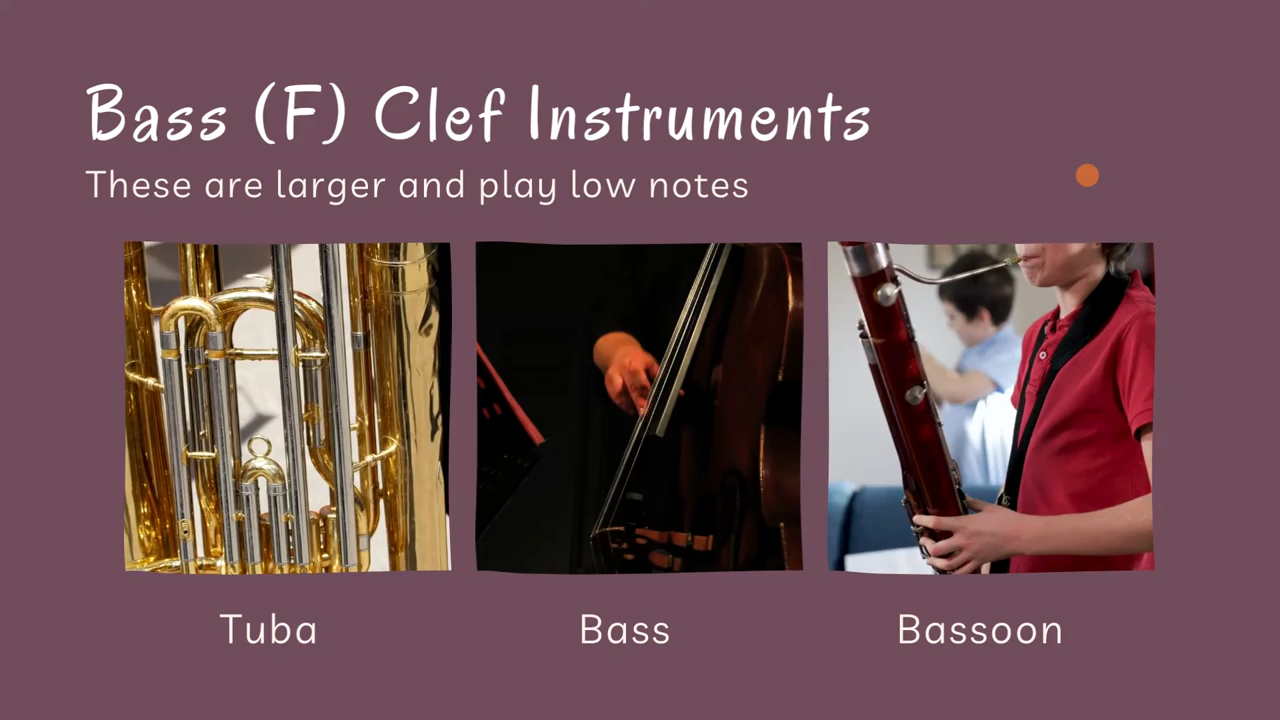 Bass (F) Clef Instruments
These are larger and play low notes
Tuba
Bass
Bassoon